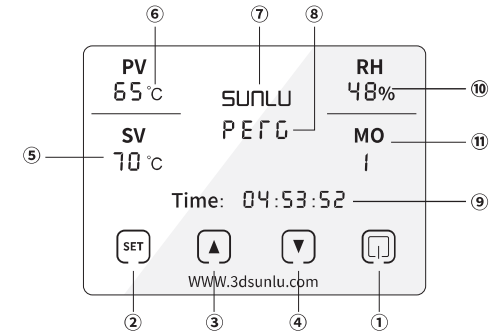 ⑥ ⑦ ⑧
PV RH
65℃ 48% ⑩
SUNLU
PETG
SV MO ⑪
⑤ 70℃ 1
Time: 04:53:52 ⑨
SET ▲ ▼
WWW.3dsunlu.com
② ③ ④ ①